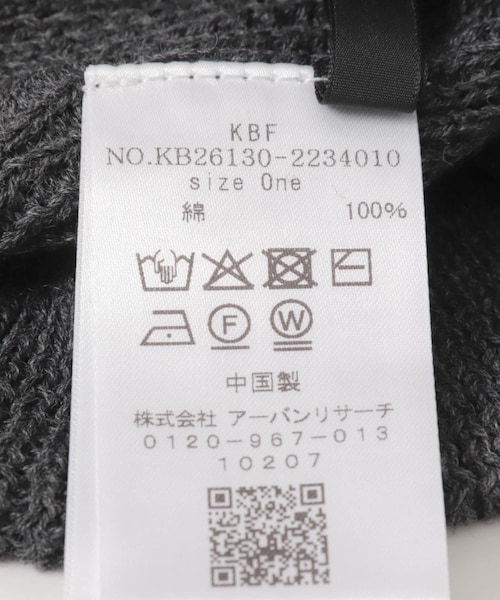 KBF
NO.KB26130-2234010
size One
綿 100%
F W
中国製
株式会社 アーバンリサーチ
0120-967-013
10207